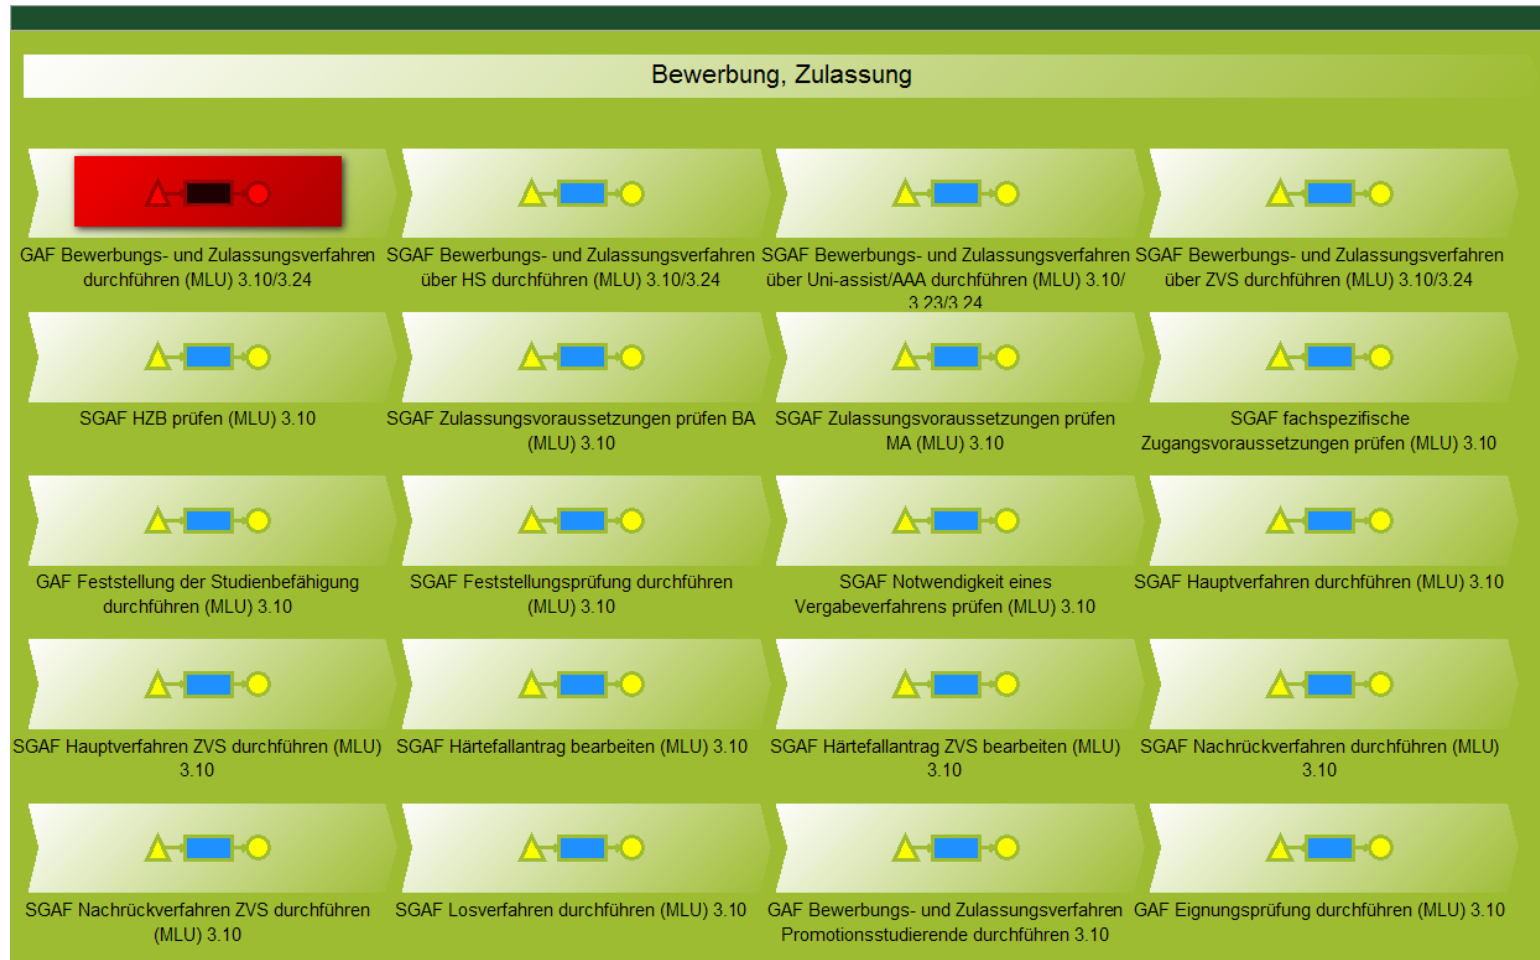 Bewerbung, Zulassung
GAF Bewerbungs- und Zulassungsverfahren
durchführen (MLU) 3.10/3.24
SGAF Bewerbungs- und Zulassungsverfahren
über HS durchführen (MLU) 3.10/3.24
SGAF Bewerbungs- und Zulassungsverfahren
über Uni-assist/AAA durchführen (MLU) 3.10/
3.23/3.24
SGAF Bewerbungs- und Zulassungsverfahren
über ZVS durchführen (MLU) 3.10/3.24
SGAF HZB prüfen (MLU) 3.10
SGAF Zulassungsvoraussetzungen prüfen BA
(MLU) 3.10
SGAF Zulassungsvoraussetzungen prüfen
MA (MLU) 3.10
SGAF fachspezifische
Zugangsvoraussetzungen prüfen (MLU) 3.10
GAF Feststellung der Studienbefähigung
durchführen (MLU) 3.10
SGAF Feststellungsprüfung durchführen
(MLU) 3.10
SGAF Notwendigkeit eines
Vergabeverfahrens prüfen (MLU) 3.10
SGAF Hauptverfahren durchführen (MLU) 3.10
SGAF Hauptverfahren ZVS durchführen (MLU)
3.10
SGAF Härtefallantrag bearbeiten (MLU) 3.10
SGAF Härtefallantrag ZVS bearbeiten (MLU)
3.10
SGAF Nachrückverfahren durchführen (MLU)
3.10
SGAF Nachrückverfahren ZVS durchführen
(MLU) 3.10
SGAF Losverfahren durchführen (MLU) 3.10
GAF Bewerbungs- und Zulassungsverfahren
Promotionsstudierende durchführen 3.10
GAF Eignungsprüfung durchführen (MLU) 3.10